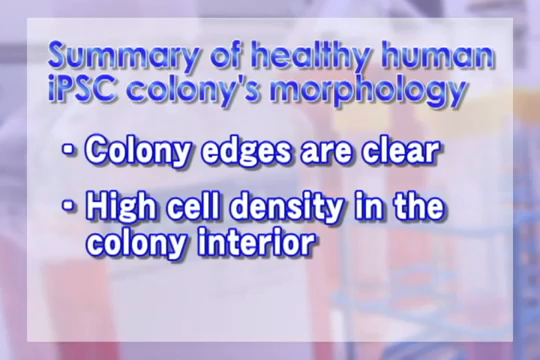 Summary of healthy human
iPSC colony's morphology
・Colony edges are clear
・High cell density in the
colony interior